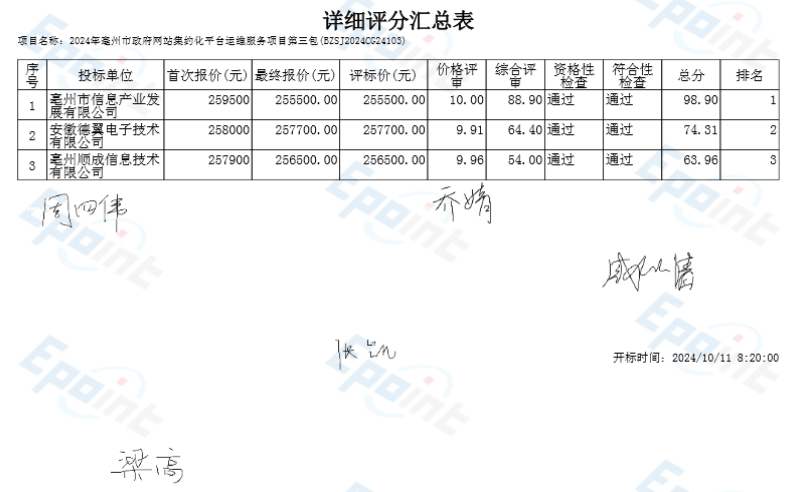 详细评分汇总表
项目名称：2024年亳州市政府网站集约化平台运维服务项目第三包(BZSJ2024CG24103)
序号 投标单位 首次报价(元) 最终报价(元) 评标价(元) 价格评审 综合评审 资格性检查 符合性检查 总分 排名
1 亳州市信息产业发展有限公司 259500 255500.00 255500.00 10.00 88.90 通过 通过 98.90 1
2 安徽德翼电子技术有限公司 258000 257700.00 257700.00 9.91 64.40 通过 通过 74.31 2
3 亳州顺成信息技术有限公司 257900 256500.00 256500.00 9.96 54.00 通过 通过 63.96 3
周四伟
乔婧
张凯
开标时间：2024/10/11 8:20:00
梁高
Epoint